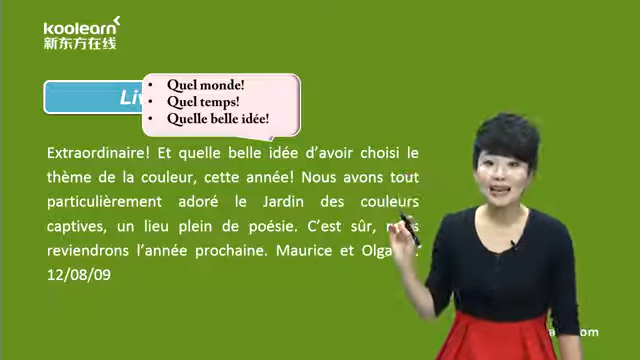 koolearn
新东方在线
Liv
• Quel monde!
• Quel temps!
• Quelle belle idée!
Extraordinaire! Et quelle belle idée d'avoir choisi le
thème de la couleur, cette année! Nous avons tout
particulièrement adoré le Jardin des couleurs
captives, un lieu plein de poésie. C'est sûr,
reviendrons l'année prochaine. Maurice et Olga
12/08/09